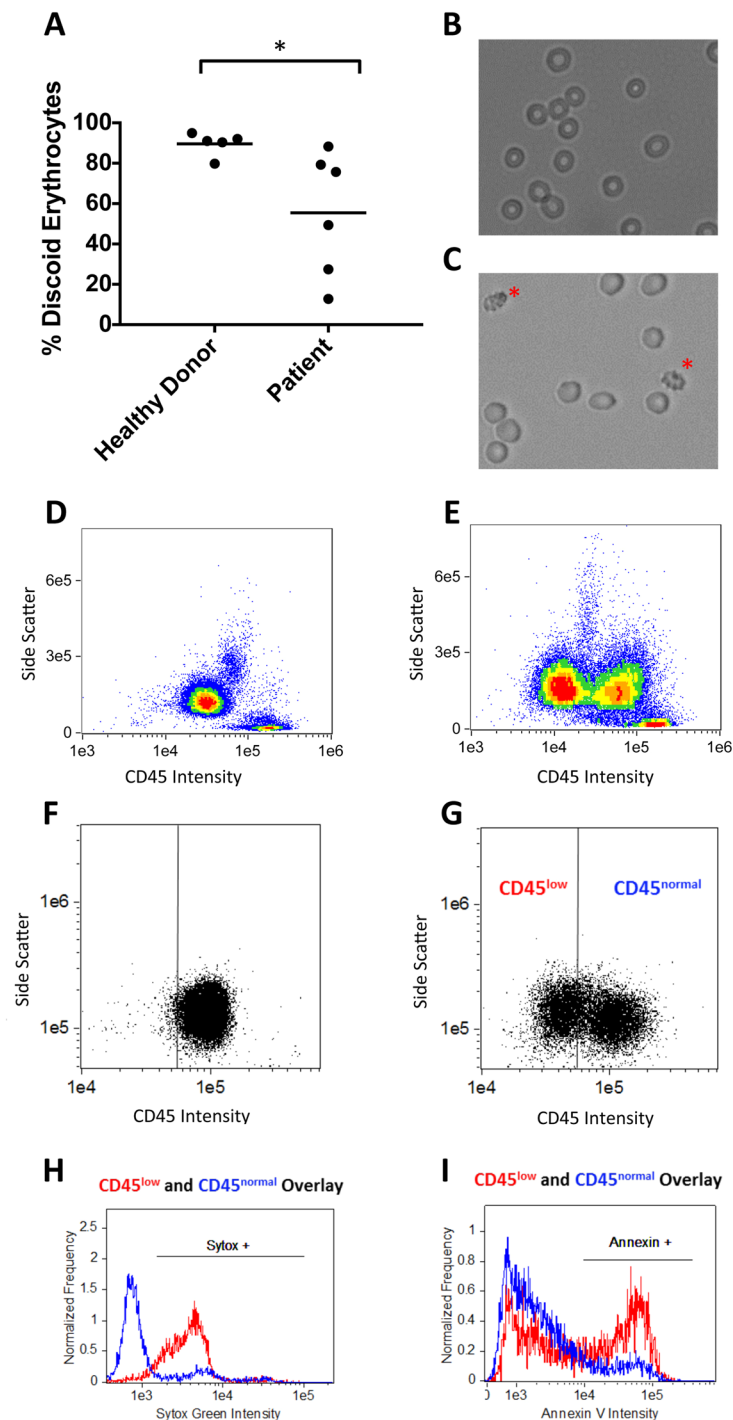 A
*
% Discoid Erythrocytes
100
80
60
40
20
0
Healthy Donor
Patient
B
C
*
*
D
Side Scatter
6e5
3e5
0
1e3
1e4
1e5
1e6
CD45 Intensity
E
Side Scatter
6e5
3e5
0
1e3
1e4
1e5
1e6
CD45 Intensity
F
Side Scatter
1e6
1e5
1e4
1e5
CD45 Intensity
G
CD45low
CD45normal
Side Scatter
1e6
1e5
1e4
1e5
CD45 Intensity
H
CD45low and CD45normal Overlay
Normalized Frequency
2.5
2
1.5
1
0.5
0
Sytox +
1e3
1e4
1e5
Sytox Green Intensity
I
CD45low and CD45normal Overlay
Normalized Frequency
1
0.8
0.6
0.4
0.2
0
Annexin +
0
1e3
1e4
1e5
Annexin V Intensity